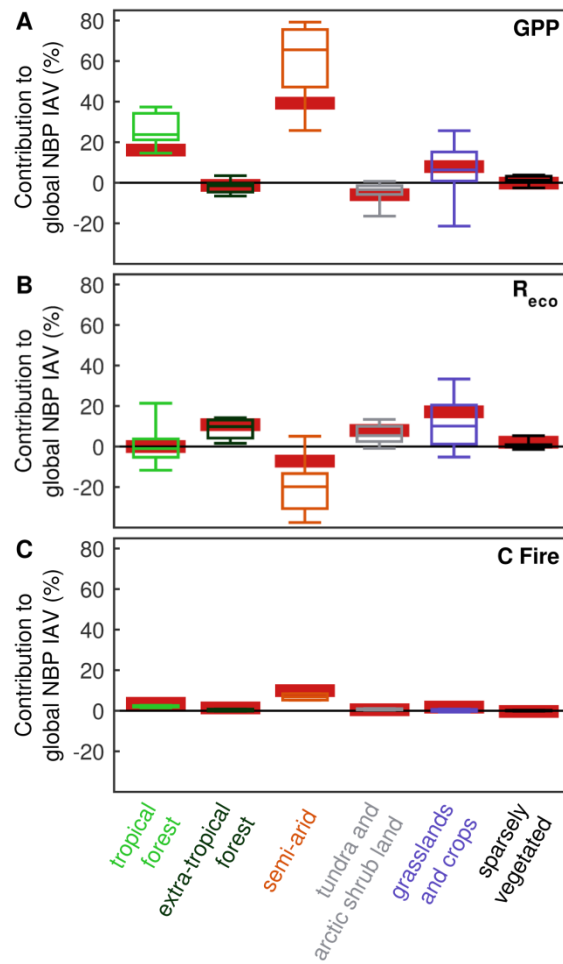 A
GPP
Contribution to
global NBP IAV (%)
80
60
40
20
0
-20
B
R eco
Contribution to
global NBP IAV (%)
80
60
40
20
0
-20
C
C Fire
Contribution to
global NBP IAV (%)
80
60
40
20
0
-20
tropical
forest
extra-tropical
forest
semi-arid
tundra and
arctic shrub land
grasslands
and crops
sparsely
vegetated